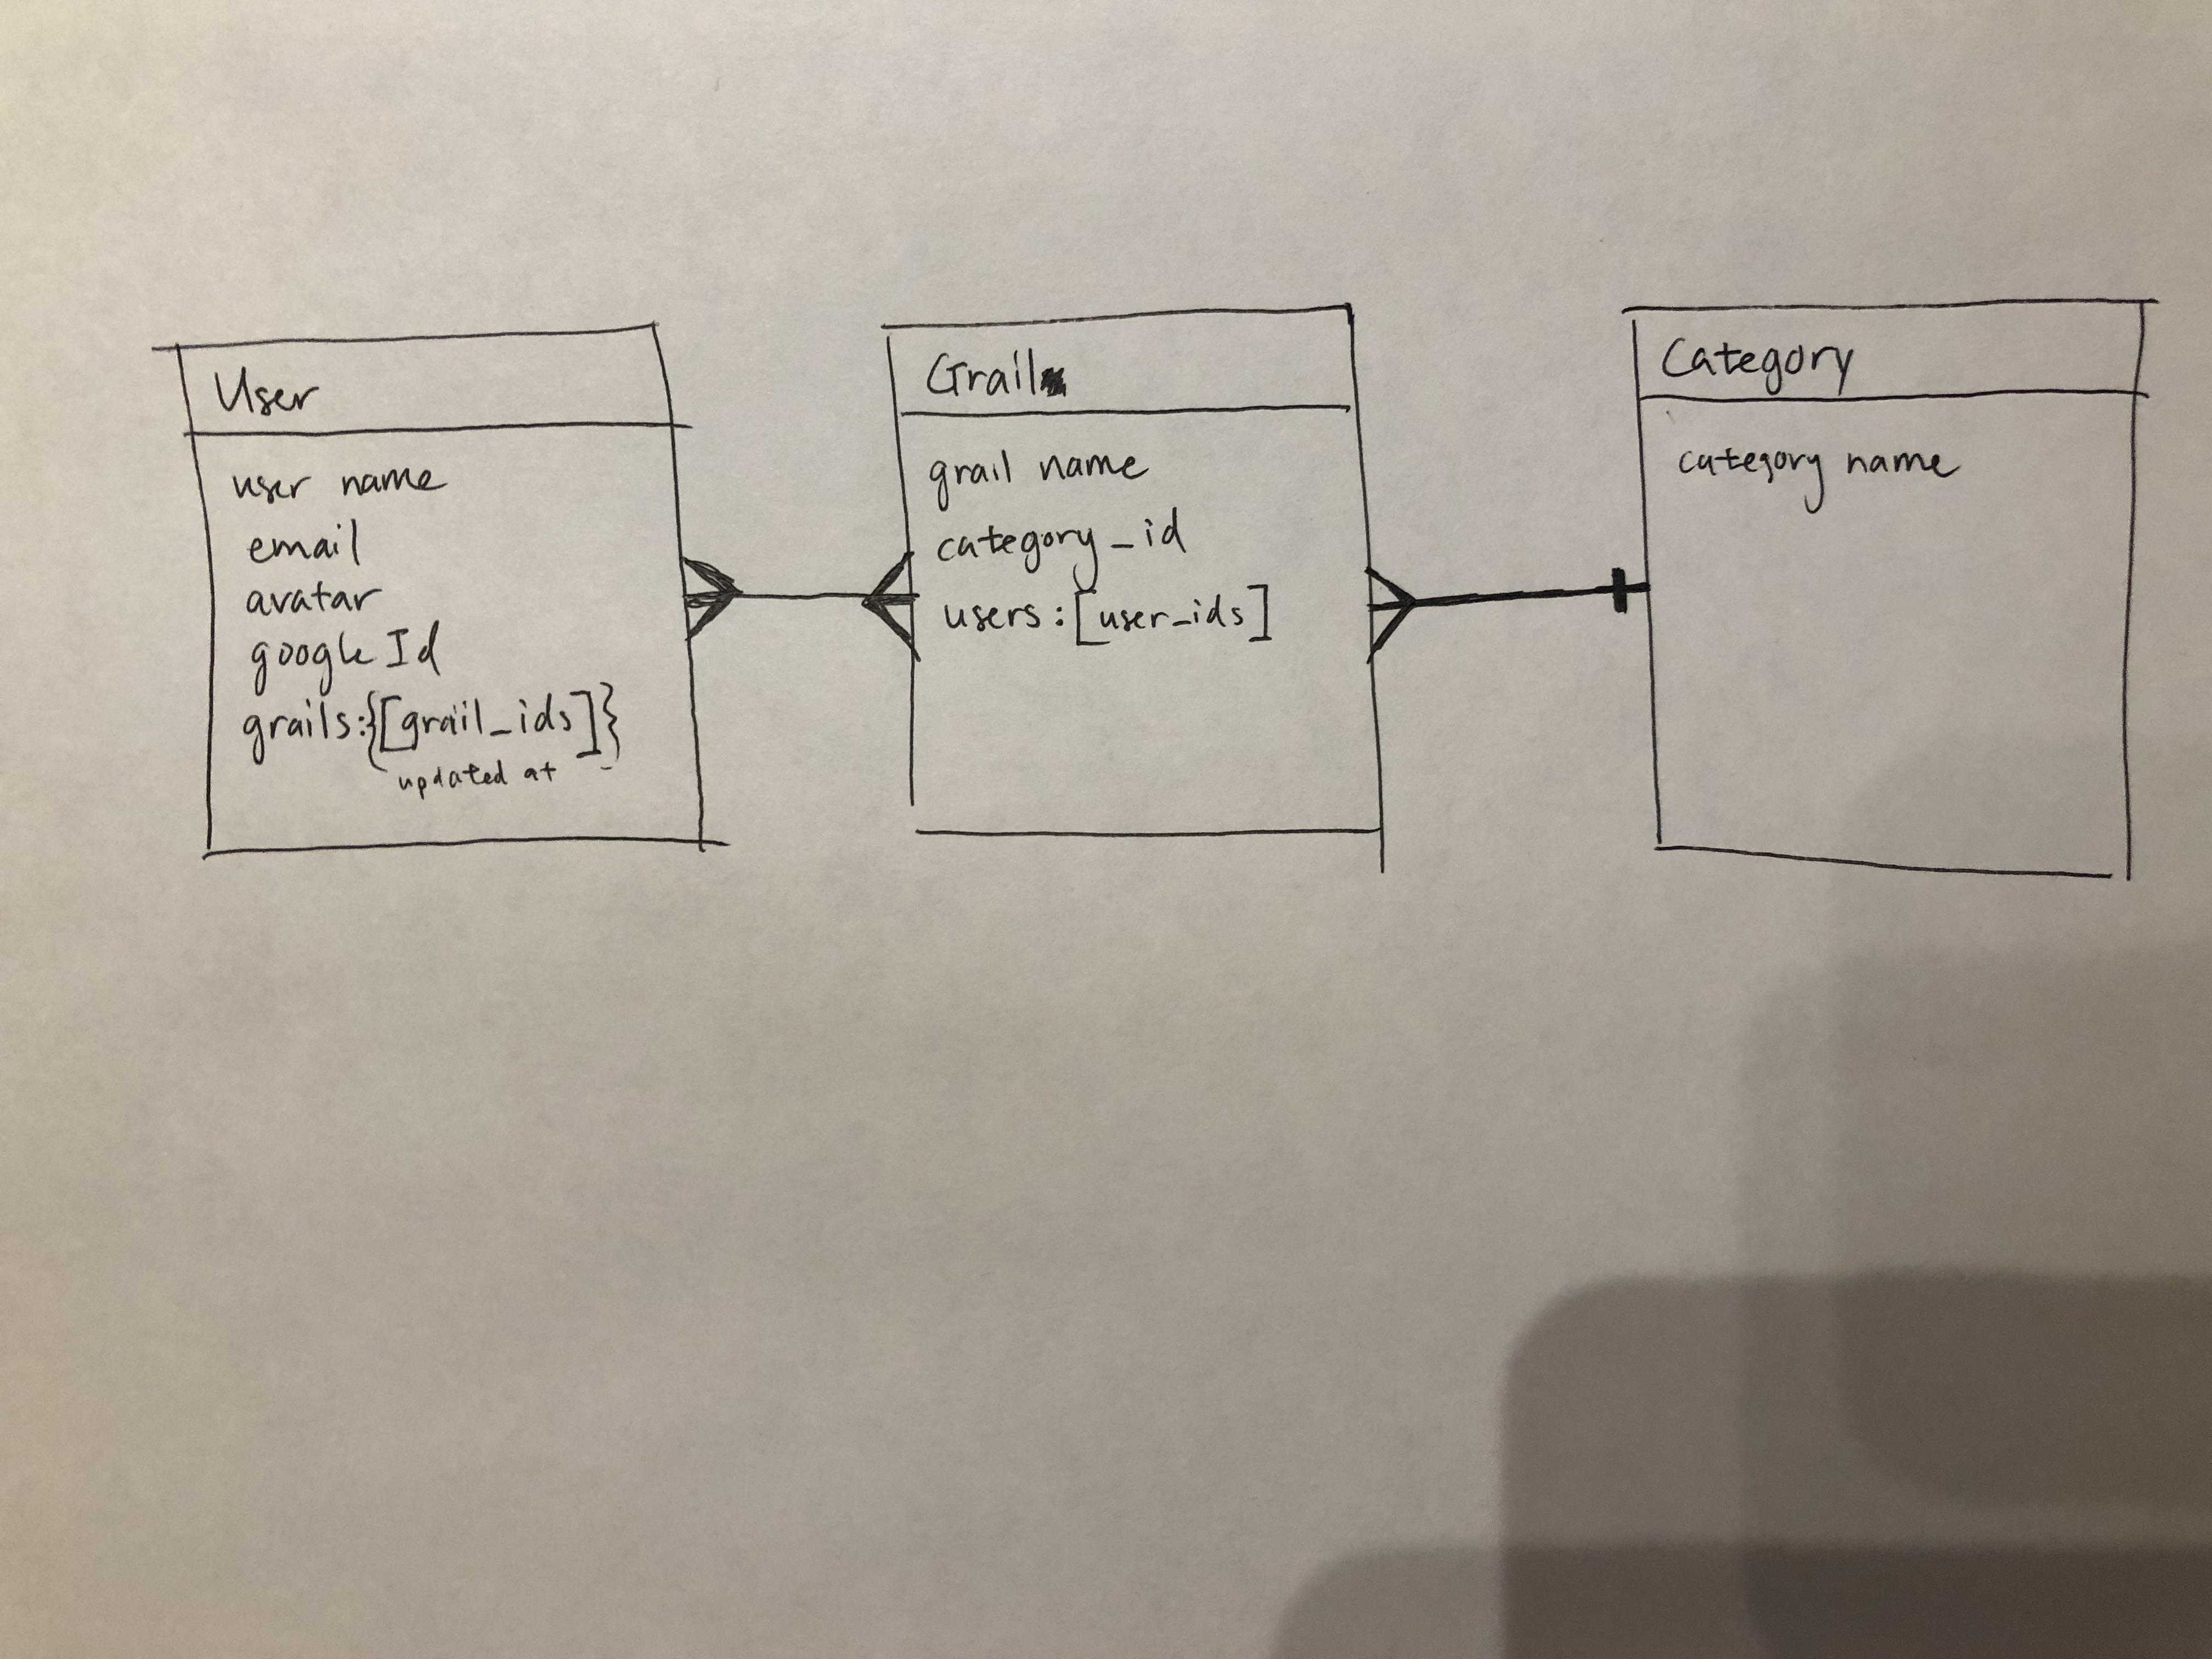 User
user name
email
avatar
google Id
grails:{[grail_ids]}
updated at
Grail
grail name
category_id
users:[user_ids]
Category
category name